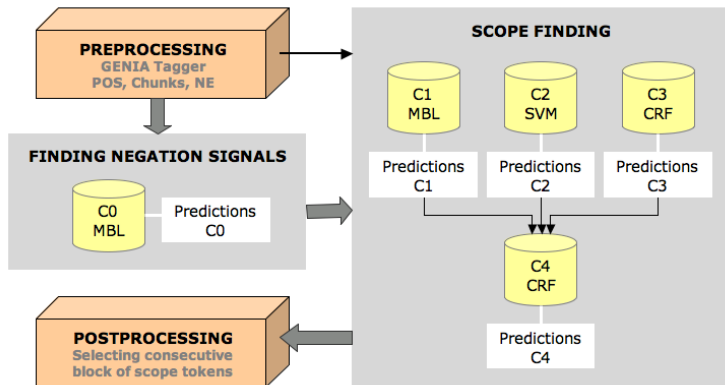 PREPROCESSING
GENIA Tagger
POS, Chunks, NE
FINDING NEGATION SIGNALS
C0
MBL
Predictions
C0
SCOPE FINDING
C1
MBL
C2
SVM
C3
CRF
Predictions
C1
Predictions
C2
Predictions
C3
C4
CRF
Predictions
C4
POSTPROCESSING
Selecting consecutive
block of scope tokens